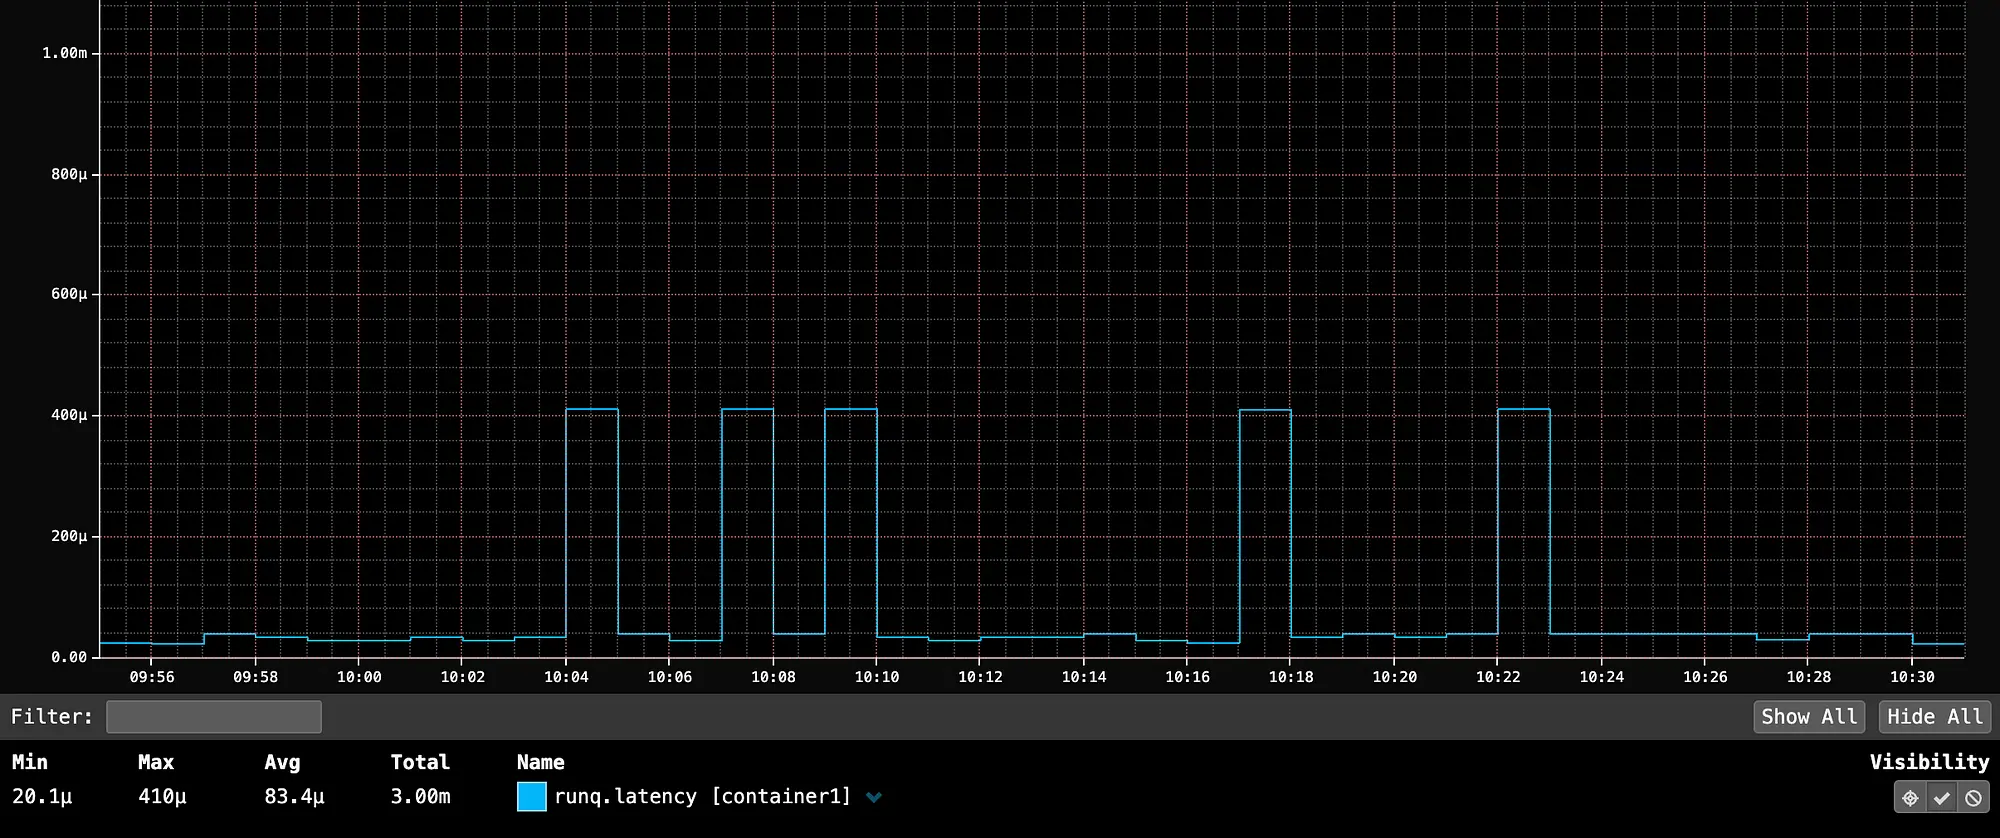 1.00m
800μ
600μ
400μ
200μ
0.00
09:56 09:58 10:00 10:02 10:04 10:06 10:08 10:10 10:12 10:14 10:16 10:18 10:20 10:22 10:24 10:26 10:28 10:30
Filter: Show All Hide All
Min Max Avg Total Name Visibility
20.1μ 410μ 83.4μ 3.00m runq.latency [container1]